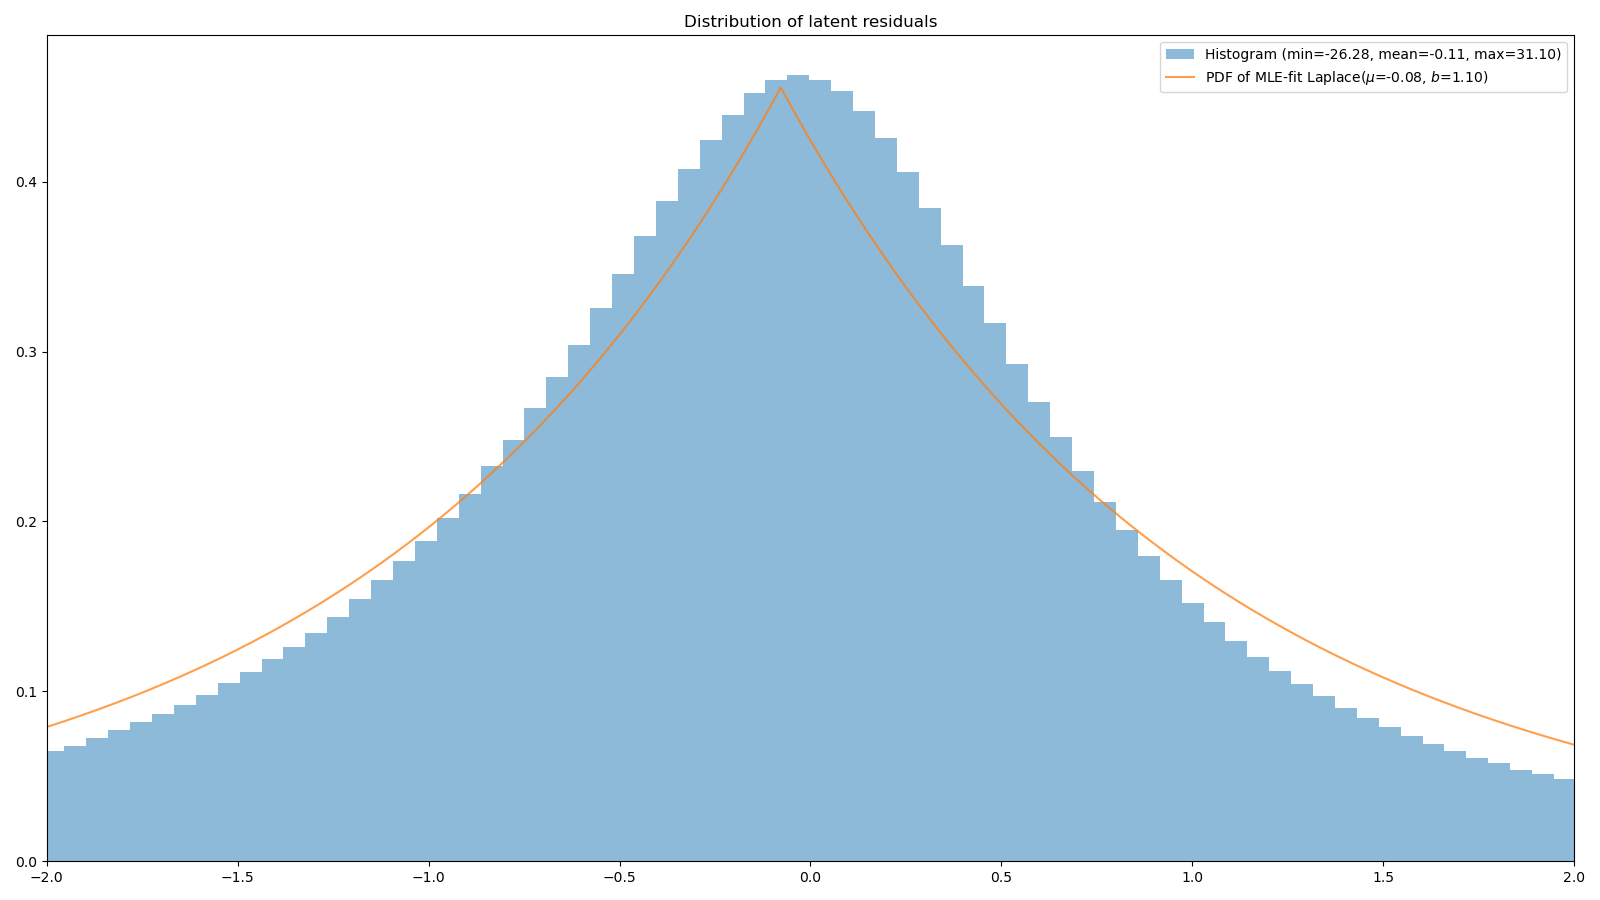 Distribution of latent residuals
Histogram (min=-26.28, mean=-0.11, max=31.10)
PDF of MLE-fit Laplace(μ=-0.08, b=1.10)
0.4
0.3
0.2
0.1
0.0
−2.0 −1.5 −1.0 −0.5 0.0 0.5 1.0 1.5 2.0